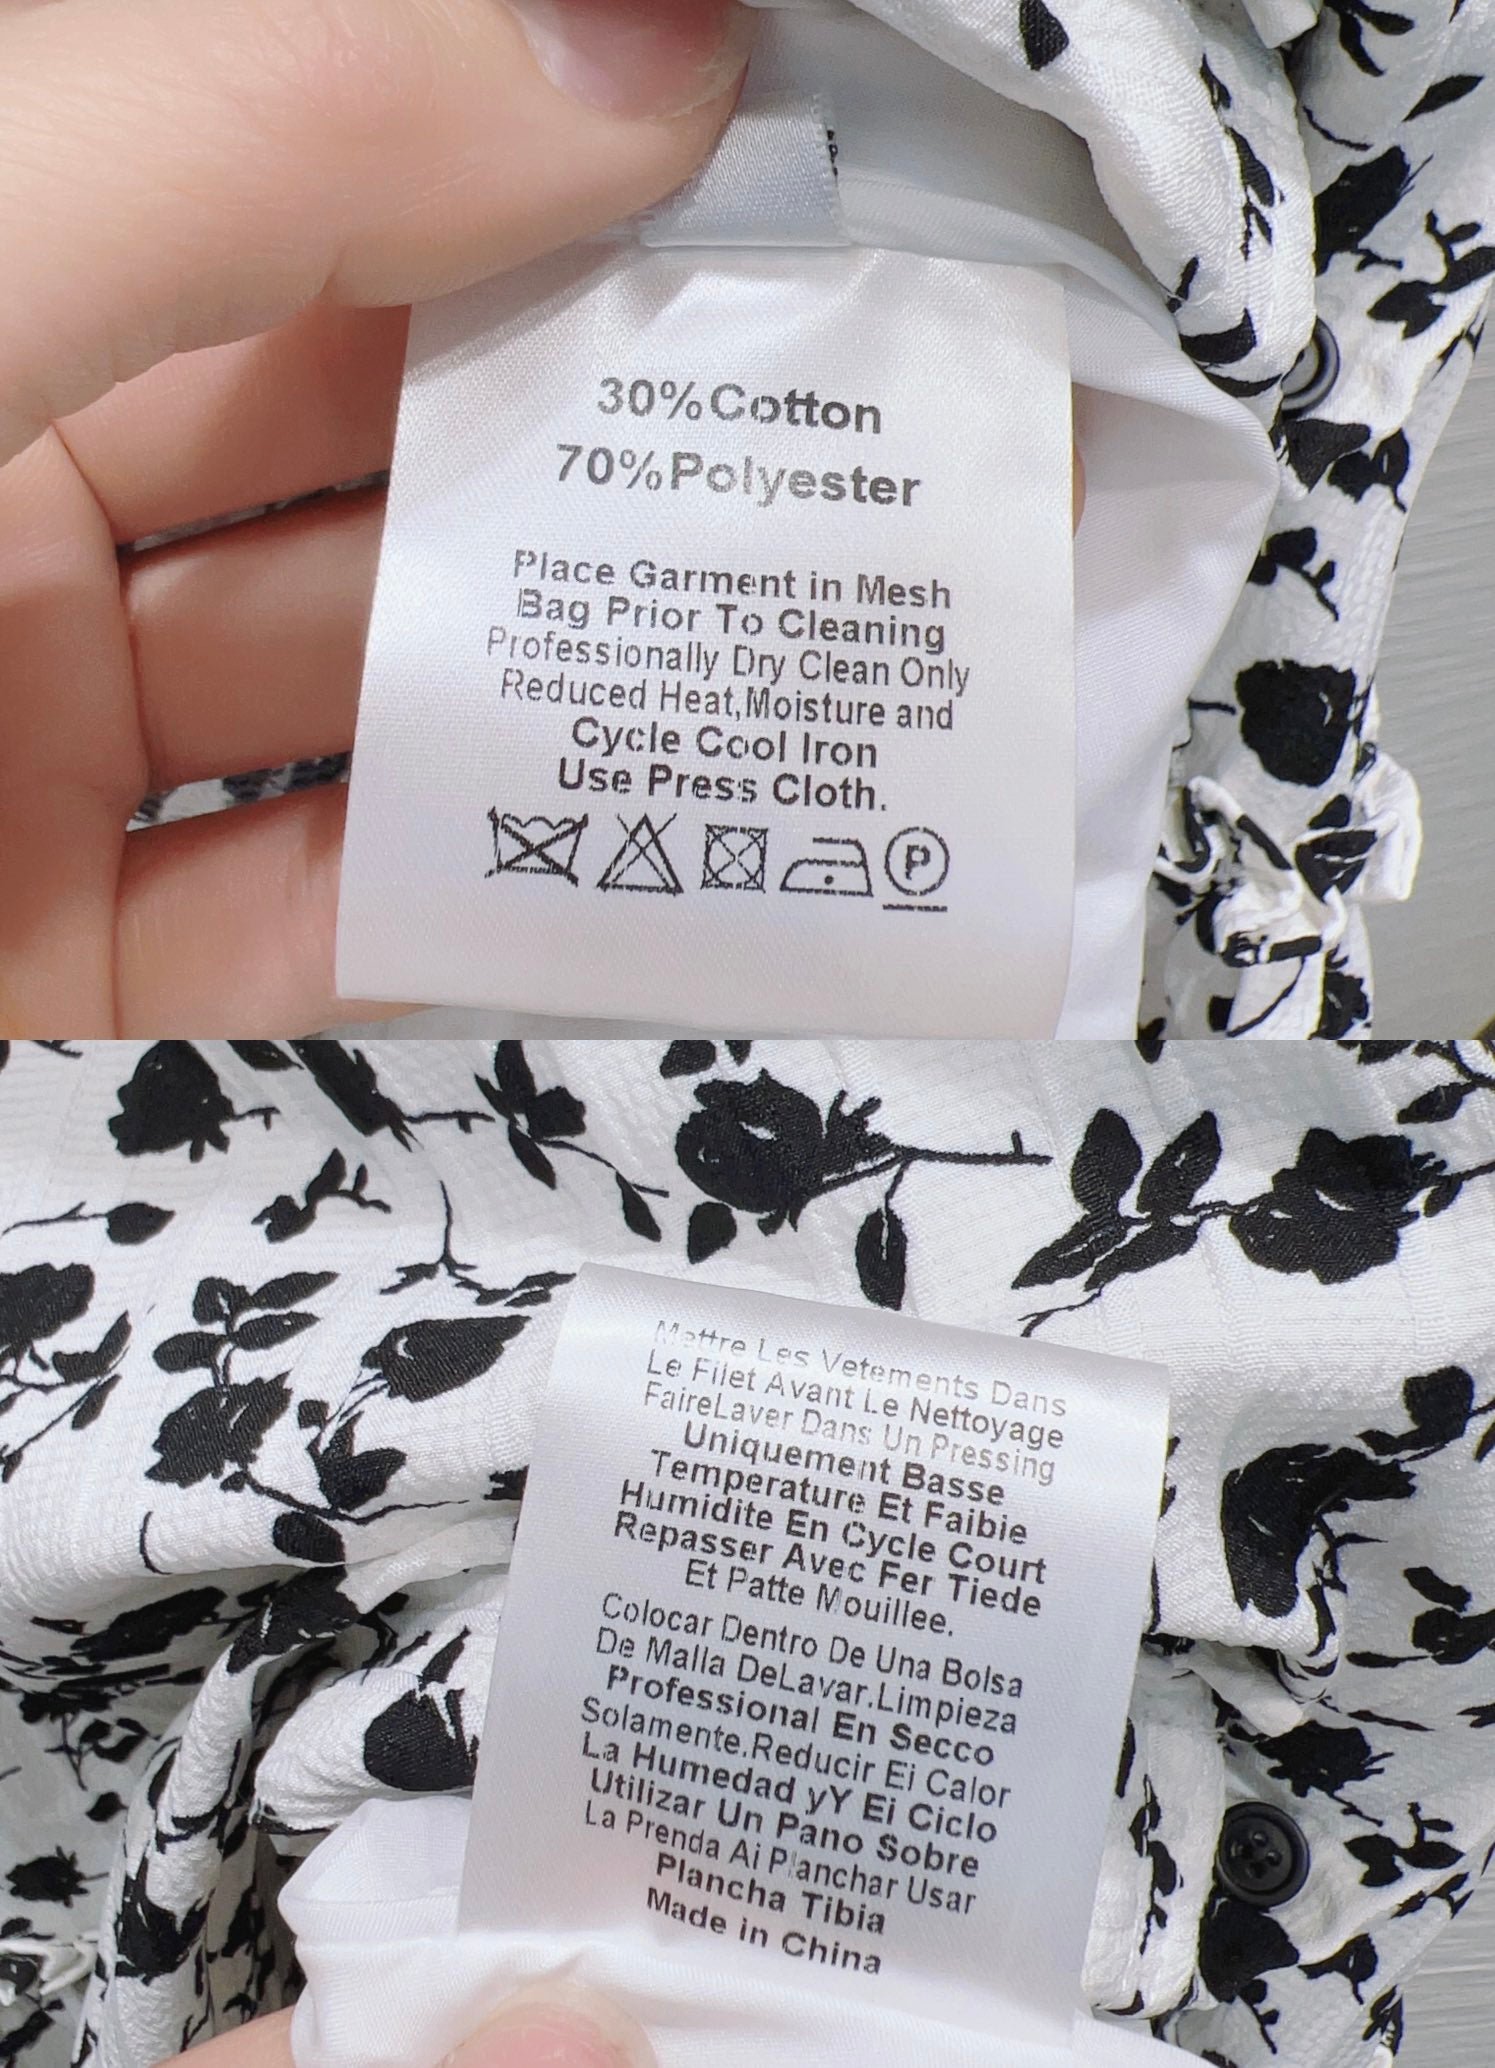 30%Cotton
70%Polyester
Place Garment in Mesh
Bag Prior To Cleaning
Professionally Dry Clean Only
Reduced Heat,Moisture and
Cycle Cool Iron
Use Press Cloth.
P
Mettre Les Vetements Dans
Le Filet Avant Le Nettoyage
FaireLaver Dans Un Pressing
Uniquement Basse
Temperature Et Faibie
Humidite En Cycle Court
Repasser Avec Fer Tiede
Et Patte Mouillee.
Colocar Dentro De Una Bolsa
De Malla DeLavar.Limpieza
Professional En Secco
Solamente.Reducir Ei Calor
La Humedad yY Ei Ciclo
Utilizar Un Pano Sobre
La Prenda Ai Planchar Usar
Plancha Tibia
Made in China